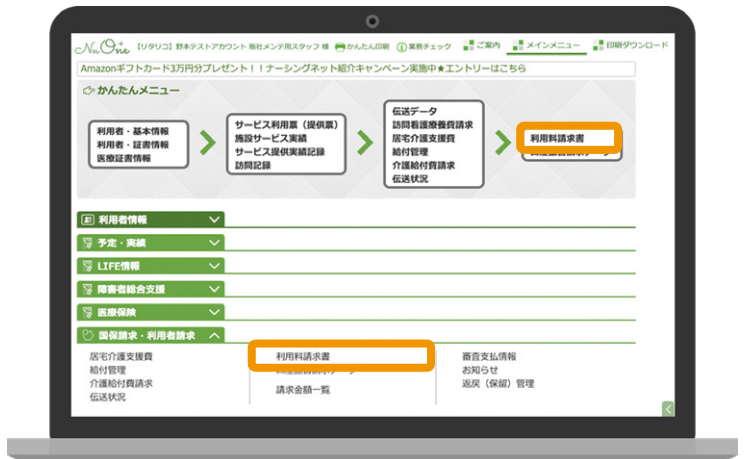 NnOne
【リタリコ】野本テストアカウント 販社メンテ用スタッフ 様 かんたん印刷 業務チェック ご案内 メインメニュー 印刷ダウンロード
Amazonギフトカード3万円分プレゼント！！ナーシングネット紹介キャンペーン実施中★エントリーはこちら
かんたんメニュー
利用者・基本情報
利用者・証書情報
医療証書情報
サービス利用票（提供票）
施設サービス実績
サービス提供実績記録
訪問記録
伝送データ
訪問看護療養費請求
居宅介護支援費
給付管理
介護給付費請求
伝送状況
利用料請求書
利用者情報
予定・実績
LIFE情報
障害者総合支援
医療保険
国保請求・利用者請求
居宅介護支援費
給付管理
介護給付費請求
伝送状況
利用料請求書
請求金額一覧
審査支払情報
お知らせ
返戻（保留）管理